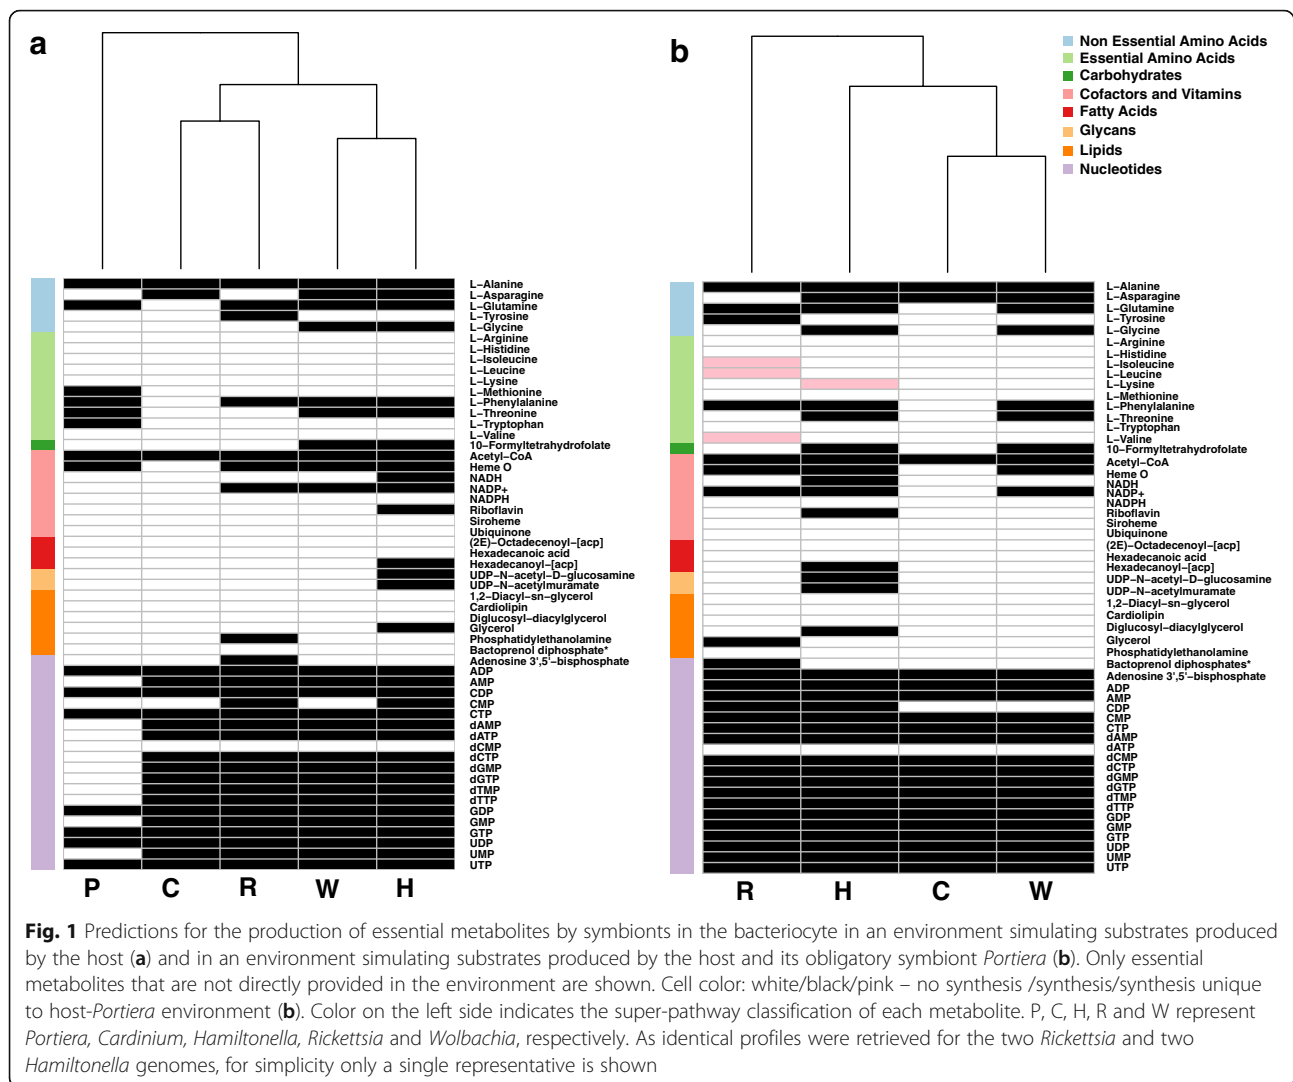 a
b
Non Essential Amino Acids
Essential Amino Acids
Carbohydrates
Cofactors and Vitamins
Fatty Acids
Glycans
Lipids
Nucleotides
L−Alanine
L−Asparagine
L−Glutamine
L−Tyrosine
L−Glycine
L−Arginine
L−Histidine
L−Isoleucine
L−Leucine
L−Lysine
L−Methionine
L−Phenylalanine
L−Threonine
L−Tryptophan
L−Valine
10−Formyltetrahydrofolate
Acetyl−CoA
Heme O
NADH
NADP+
NADPH
Riboflavin
Siroheme
Ubiquinone
(2E)−Octadecenoyl−[acp]
Hexadecanoic acid
Hexadecanoyl−[acp]
UDP−N−acetyl−D−glucosamine
UDP−N−acetylmuramate
1,2−Diacyl−sn−glycerol
Cardiolipin
Diglucosyl−diacylglycerol
Glycerol
Phosphatidylethanolamine
Bactoprenol diphosphate*
Adenosine 3',5'−bisphosphate
ADP
AMP
CDP
CMP
CTP
dAMP
dATP
dCMP
dCTP
dGMP
dGTP
dTMP
dTTP
GDP
GMP
GTP
UDP
UMP
UTP
P C R W H
L−Alanine
L−Asparagine
L−Glutamine
L−Tyrosine
L−Glycine
L−Arginine
L−Histidine
L−Isoleucine
L−Leucine
L−Lysine
L−Methionine
L−Phenylalanine
L−Threonine
L−Tryptophan
L−Valine
10−Formyltetrahydrofolate
Acetyl−CoA
Heme O
NADH
NADP+
NADPH
Riboflavin
Siroheme
Ubiquinone
(2E)−Octadecenoyl−[acp]
Hexadecanoic acid
Hexadecanoyl−[acp]
UDP−N−acetyl−D−glucosamine
UDP−N−acetylmuramate
1,2−Diacyl−sn−glycerol
Cardiolipin
Diglucosyl−diacylglycerol
Glycerol
Phosphatidylethanolamine
Bactoprenol diphosphates*
Adenosine 3',5'−bisphosphate
ADP
AMP
CDP
CMP
CTP
dAMP
dATP
dCMP
dCTP
dGMP
dGTP
dTMP
dTTP
GDP
GMP
GTP
UDP
UMP
UTP
R H C W
Fig. 1 Predictions for the production of essential metabolites by symbionts in the bacteriocyte in an environment simulating substrates produced
by the host (a) and in an environment simulating substrates produced by the host and its obligatory symbiont Portiera (b). Only essential
metabolites that are not directly provided in the environment are shown. Cell color: white/black/pink – no synthesis /synthesis/synthesis unique
to host-Portiera environment (b). Color on the left side indicates the super-pathway classification of each metabolite. P, C, H, R and W represent
Portiera, Cardinium, Hamiltonella, Rickettsia and Wolbachia, respectively. As identical profiles were retrieved for the two Rickettsia and two
Hamiltonella genomes, for simplicity only a single representative is shown